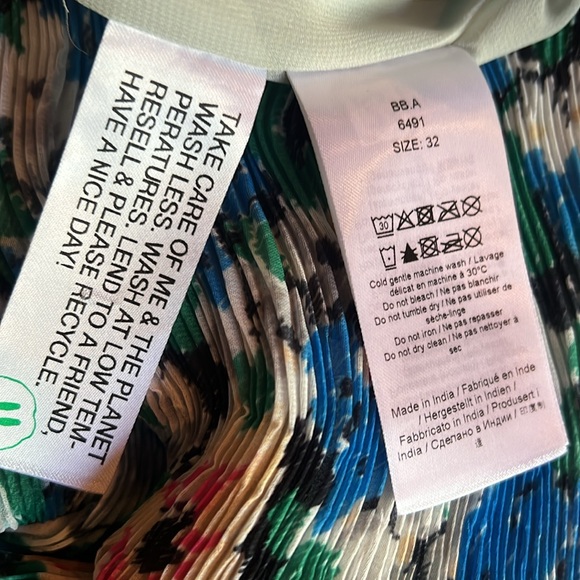 TAKE CARE OF ME & THE PLANET
WASH LESS. WASH AT LOW TEM-
PERATURES. LEND TO A FRIEND,
RESELL & PLEASE RECYCLE.
HAVE A NICE DAY!
BB.A
6491
SIZE: 32
30
Cold gentle machine wash / Lavage
délicat en machine à 30°C
Do not bleach / Ne pas blanchir
Do not tumble dry / Ne pas utiliser de
sèche-linge
Do not iron / Ne pas repasser
Do not dry clean / Ne pas nettoyer à
sec
Made in India / Fabriqué en Inde
/ Hergestellt in Indien /
Fabbricato in India / Produsert i
India / Сделано в Индии /